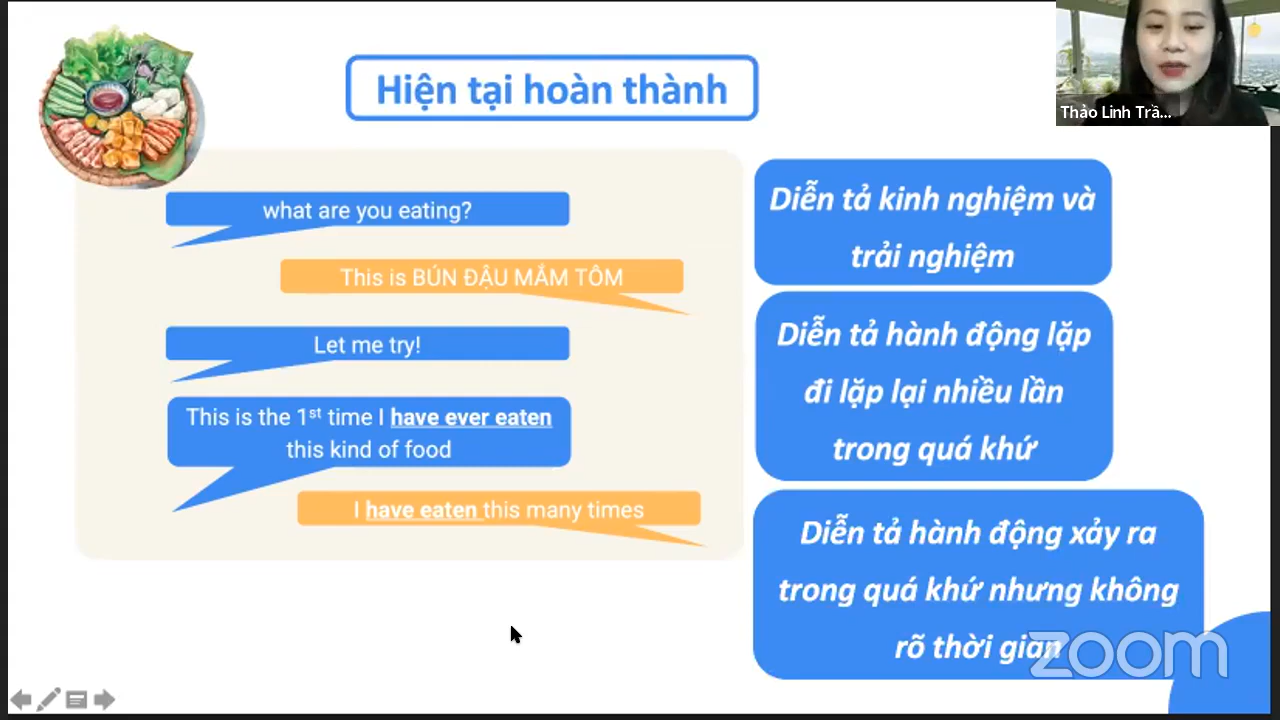 Hiện tại hoàn thành
Thảo Linh Trầ...
what are you eating?
This is BÚN ĐẬU MẮM TÔM
Let me try!
This is the 1st time I have ever eaten
this kind of food
I have eaten this many times
Diễn tả kinh nghiệm và
trải nghiệm
Diễn tả hành động lặp
đi lặp lại nhiều lần
trong quá khứ
Diễn tả hành động xảy ra
trong quá khứ nhưng không
rõ thời gian
zoom